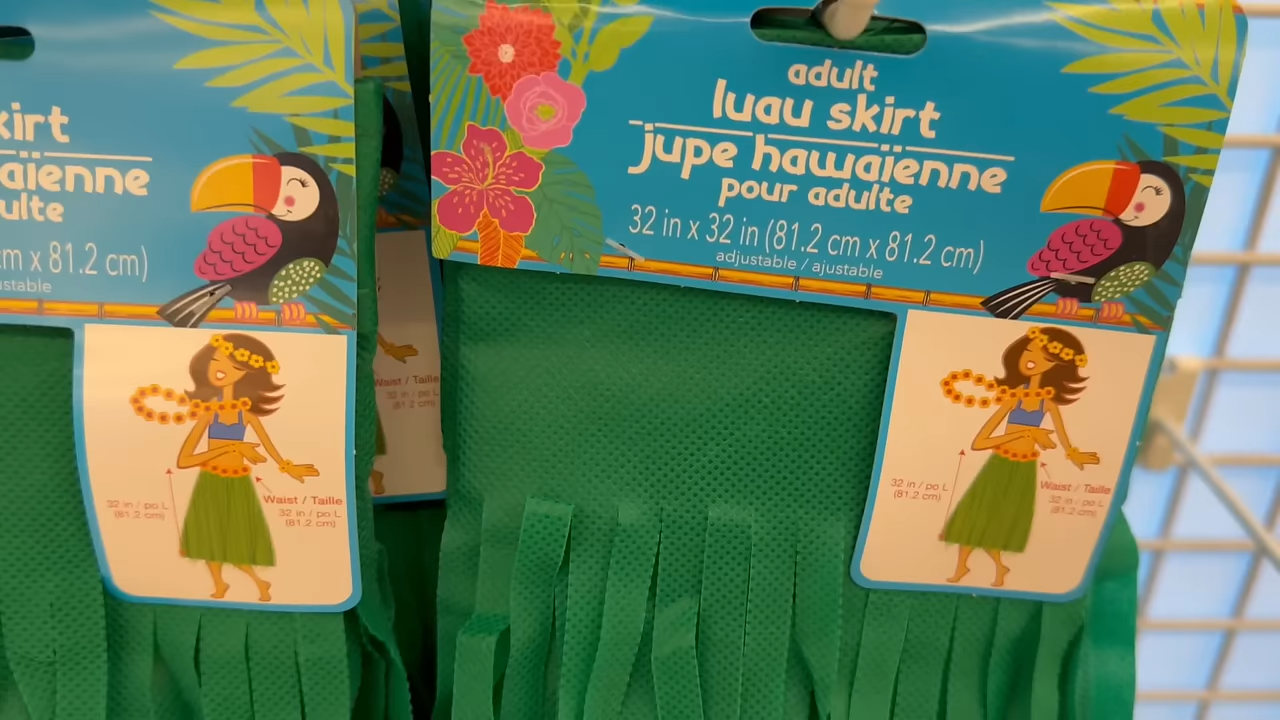 kirt
aïenne
ulte
cm x 81.2 cm)
ustable
32 in / po L
(81.2 cm)
Waist / Taille
32 in / po L
(81.2 cm)
Waist / Taille
32 in / po L
(81.2 cm)
adult
luau skirt
jupe hawaïenne
pour adulte
32 in x 32 in (81.2 cm x 81.2 cm)
adjustable / ajustable
32 in / po L
(81.2 cm)
Waist / Taille
32 in / po L
(81.2 cm)